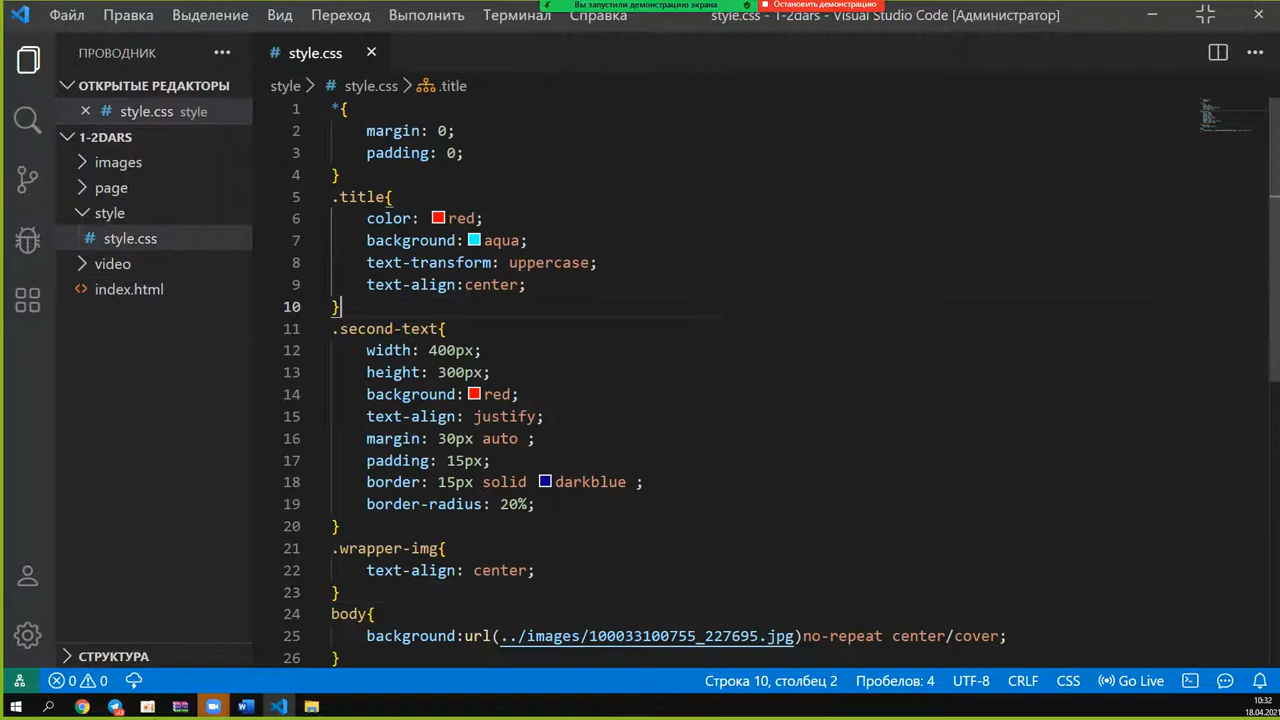 Файл Правка Выделение Вид Переход Выполнить Терминал Справка style.css - 1-2dars - Visual Studio Code [Администратор]
Вы запустили демонстрацию экрана Остановить демонстрацию
ПРОВОДНИК
# style.css
ОТКРЫТЫЕ РЕДАКТОРЫ
style > # style.css > .title
# style.css style
1-2DARS
images
page
style
# style.css
video
<> index.html
1 *{
2 margin: 0;
3 padding: 0;
4 }
5 .title{
6 color: red;
7 background: aqua;
8 text-transform: uppercase;
9 text-align:center;
10 }
11 .second-text{
12 width: 400px;
13 height: 300px;
14 background: red;
15 text-align: justify;
16 margin: 30px auto ;
17 padding: 15px;
18 border: 15px solid darkblue ;
19 border-radius: 20%;
20 }
21 .wrapper-img{
22 text-align: center;
23 }
24 body{
25 background:url(../images/100033100755_227695.jpg)no-repeat center/cover;
26 }
СТРУКТУРА
0 0
Строка 10, столбец 2 Пробелов: 4 UTF-8 CRLF CSS Go Live
10:32
18.04.2021